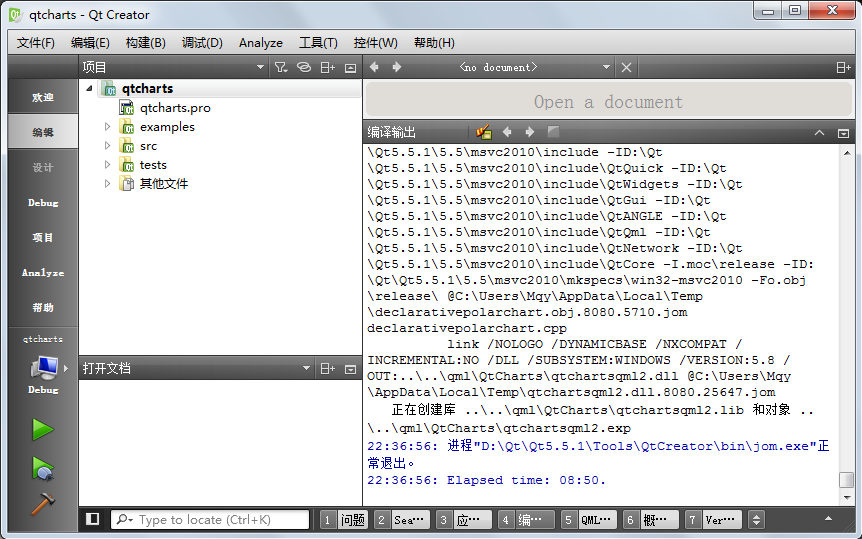 qtcharts - Qt Creator
文件(F) 编辑(E) 构建(B) 调试(D) Analyze 工具(T) 控件(W) 帮助(H)
项目
<no document>
欢迎
编辑
设计
Debug
项目
Analyze
帮助
qtcharts
Debug
qtcharts
qtcharts.pro
examples
src
tests
其他文件
打开文档
Open a document
编译输出
\Qt5.5.1\5.5\msvc2010\include -ID:\Qt
\Qt5.5.1\5.5\msvc2010\include\QtQuick -ID:\Qt
\Qt5.5.1\5.5\msvc2010\include\QtWidgets -ID:\Qt
\Qt5.5.1\5.5\msvc2010\include\QtGui -ID:\Qt
\Qt5.5.1\5.5\msvc2010\include\QtANGLE -ID:\Qt
\Qt5.5.1\5.5\msvc2010\include\QtQml -ID:\Qt
\Qt5.5.1\5.5\msvc2010\include\QtNetwork -ID:\Qt
\Qt5.5.1\5.5\msvc2010\include\QtCore -I.moc\release -ID:
\Qt\Qt5.5.1\5.5\msvc2010\mkspecs\win32-msvc2010 -Fo.obj
\release\ @C:\Users\Mqy\AppData\Local\Temp
\declarativepolarchart.obj.8080.5710.jom
declarativepolarchart.cpp
link /NOLOGO /DYNAMICBASE /NXCOMPAT /
INCREMENTAL:NO /DLL /SUBSYSTEM:WINDOWS /VERSION:5.8 /
OUT:..\..\qml\QtCharts\qtchartsqml2.dll @C:\Users\Mqy
\AppData\Local\Temp\qtchartsqml2.dll.8080.25647.jom
正在创建库 ..\..\qml\QtCharts\qtchartsqml2.lib 和对象 ..
\..\qml\QtCharts\qtchartsqml2.exp
22:36:56: 进程"D:\Qt\Qt5.5.1\Tools\QtCreator\bin\jom.exe"正
常退出。
22:36:56: Elapsed time: 08:50.
Type to locate (Ctrl+K) 1 问题 2 Sea… 3 应… 4 编… 5 QML… 6 概… 7 Ver…